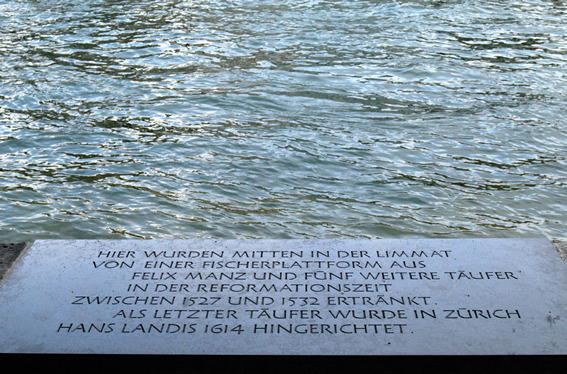 HIER WURDEN MITTEN IN DER LIMMAT
VON EINER FISCHERPLATTFORM AUS
FELIX MANZ UND FÜNF WEITERE TÄUFER
IN DER REFORMATIONSZEIT
ZWISCHEN 1527 UND 1532 ERTRÄNKT.
ALS LETZTER TÄUFER WURDE IN ZÜRICH
HANS LANDIS 1614 HINGERICHTET.